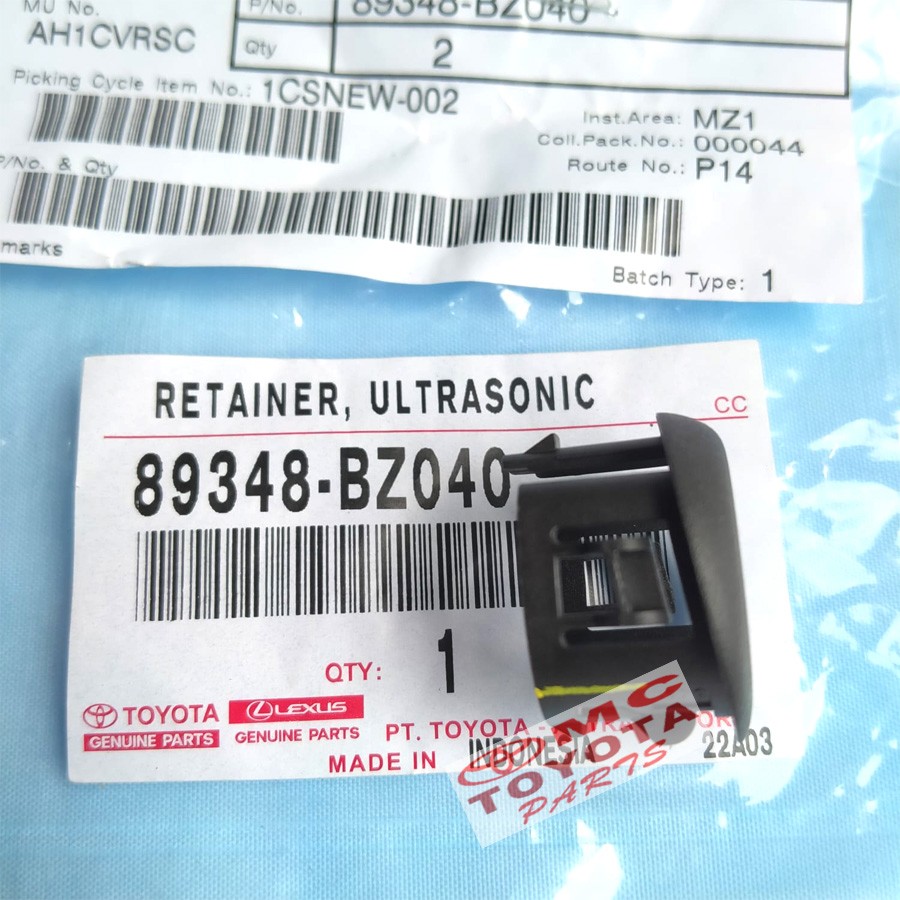 MU No.
AH1CVRSC
P/No.
89348-BZ040
Qty
2
Picking Cycle Item No.: 1CSNEW-002
Inst.Area: MZ1
Coll.Pack.No.: 000044
Route No.: P14
P/No. & Qty
marks
Batch Type: 1
RETAINER, ULTRASONIC
CC
89348-BZ040
QTY: 1
TOYOTA
GENUINE PARTS
LEXUS
GENUINE PARTS
PT. TOYOTA -
MADE IN INDONESIA 22A03
MC
TOYOTA
PARTS